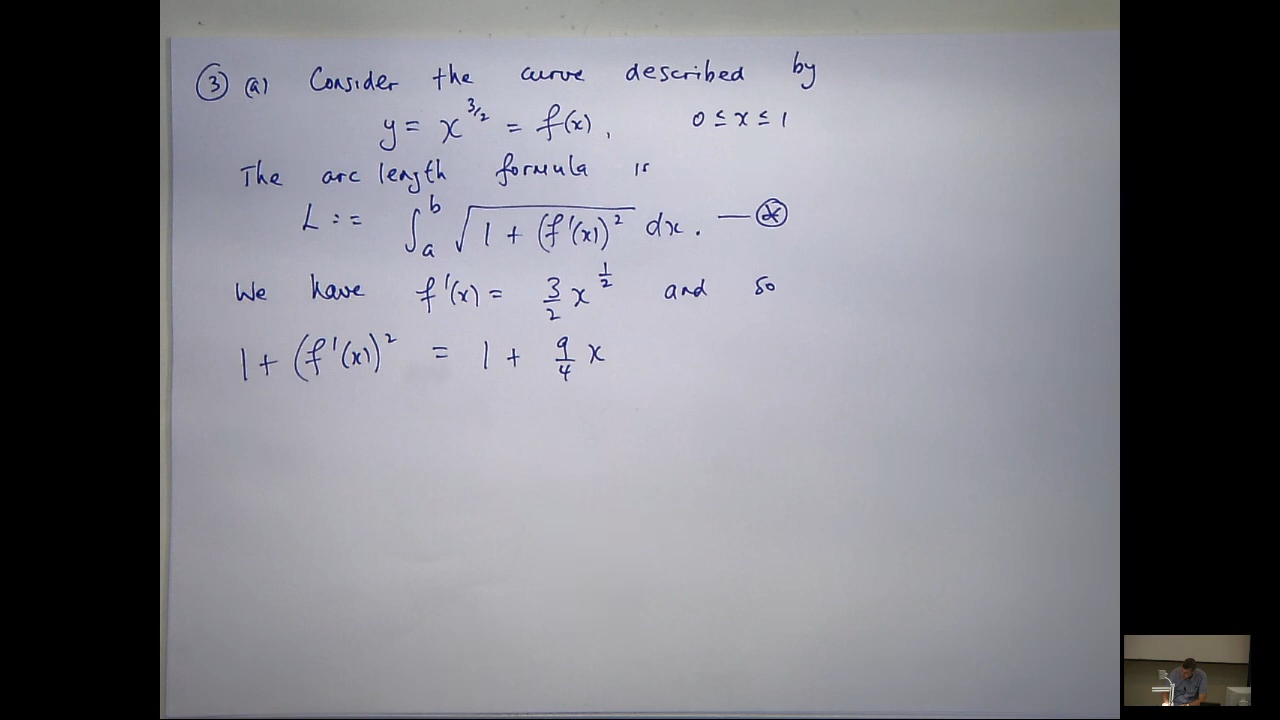 ③ (a) Consider the curve described by
y = x^{3/2} = f(x), 0 ≤ x ≤ 1
The arc length formula is
L := ∫_a^b √(1 + (f'(x))^2) dx. — ⊛
We have f'(x) = 3/2 x^{1/2} and so
1 + (f'(x))^2 = 1 + 9/4 x